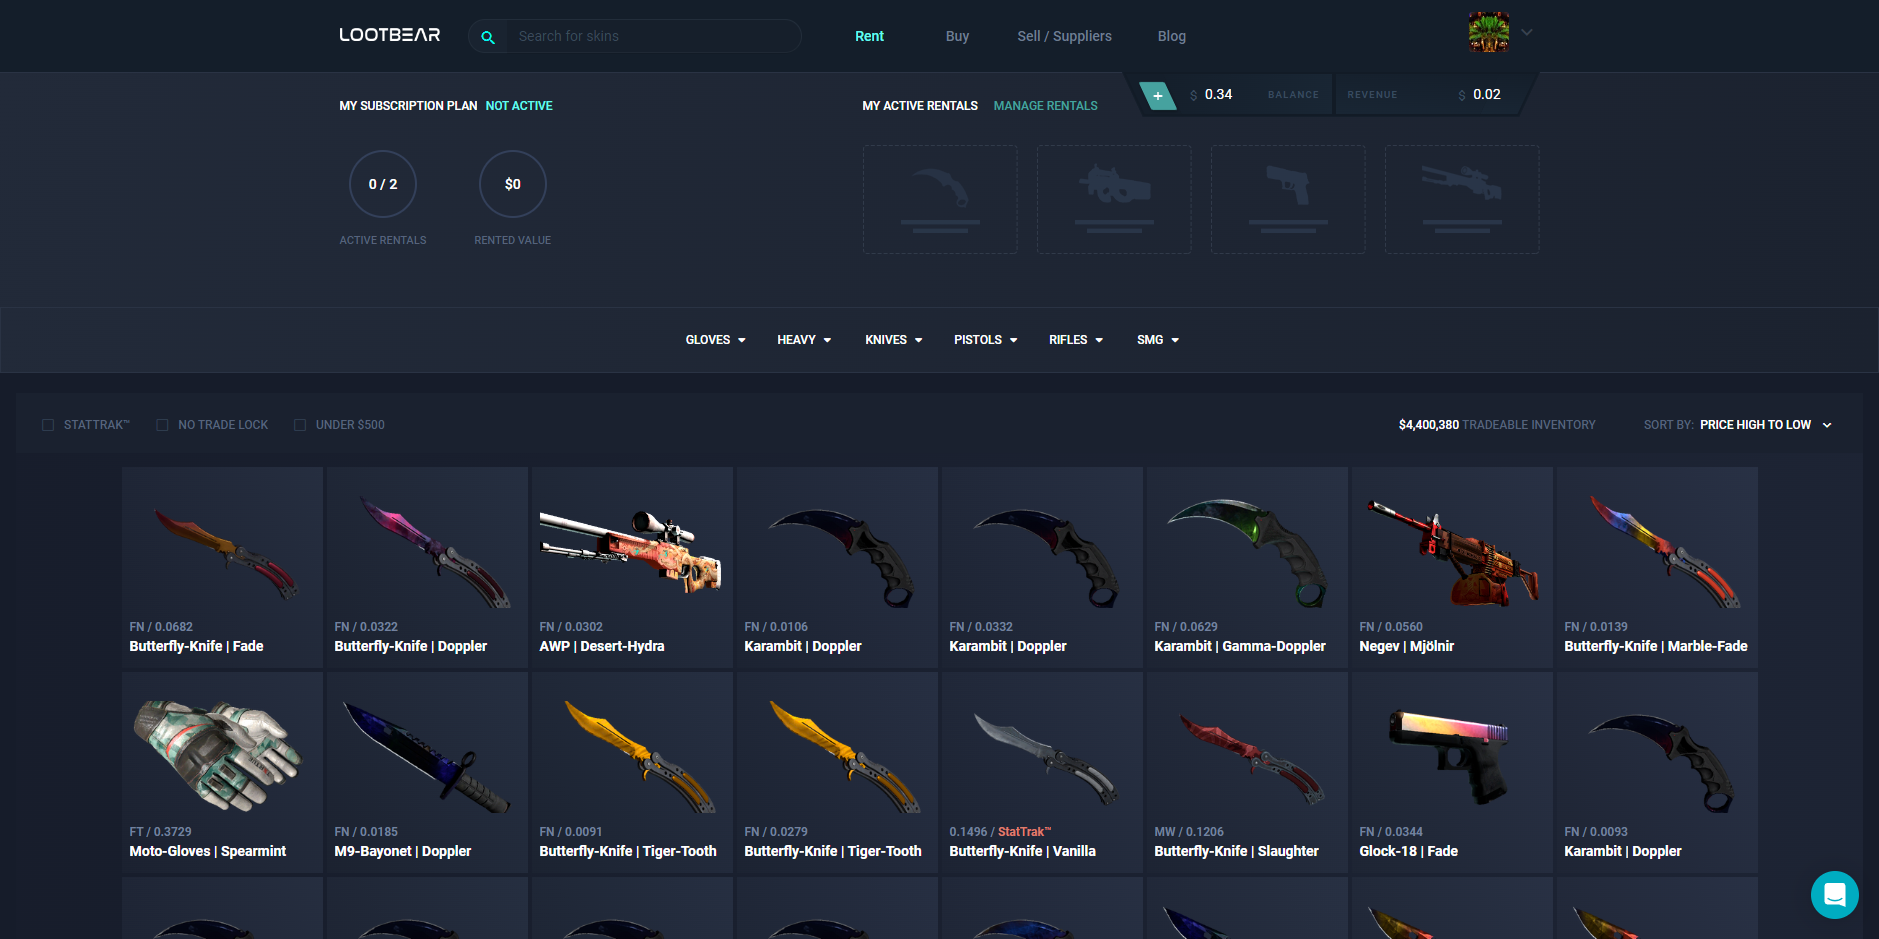 LOOTBEAR
Search for skins
Rent
Buy
Sell / Suppliers
Blog
MY SUBSCRIPTION PLAN NOT ACTIVE
MY ACTIVE RENTALS MANAGE RENTALS
+ $ 0.34 BALANCE
REVENUE $ 0.02
0 / 2
$0
ACTIVE RENTALS
RENTED VALUE
GLOVES
HEAVY
KNIVES
PISTOLS
RIFLES
SMG
STATTRAK™
NO TRADE LOCK
UNDER $500
$4,400,380 TRADEABLE INVENTORY
SORT BY: PRICE HIGH TO LOW
FN / 0.0682
Butterfly-Knife | Fade
FN / 0.0322
Butterfly-Knife | Doppler
FN / 0.0302
AWP | Desert-Hydra
FN / 0.0106
Karambit | Doppler
FN / 0.0332
Karambit | Doppler
FN / 0.0629
Karambit | Gamma-Doppler
FN / 0.0560
Negev | Mjölnir
FN / 0.0139
Butterfly-Knife | Marble-Fade
FT / 0.3729
Moto-Gloves | Spearmint
FN / 0.0185
M9-Bayonet | Doppler
FN / 0.0091
Butterfly-Knife | Tiger-Tooth
FN / 0.0279
Butterfly-Knife | Tiger-Tooth
0.1496 / StatTrak™
Butterfly-Knife | Vanilla
MW / 0.1206
Butterfly-Knife | Slaughter
FN / 0.0344
Glock-18 | Fade
FN / 0.0093
Karambit | Doppler